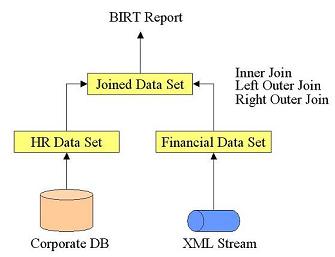 BIRT Report
Joined Data Set
Inner Join
Left Outer Join
Right Outer Join
HR Data Set
Financial Data Set
Corporate DB
XML Stream